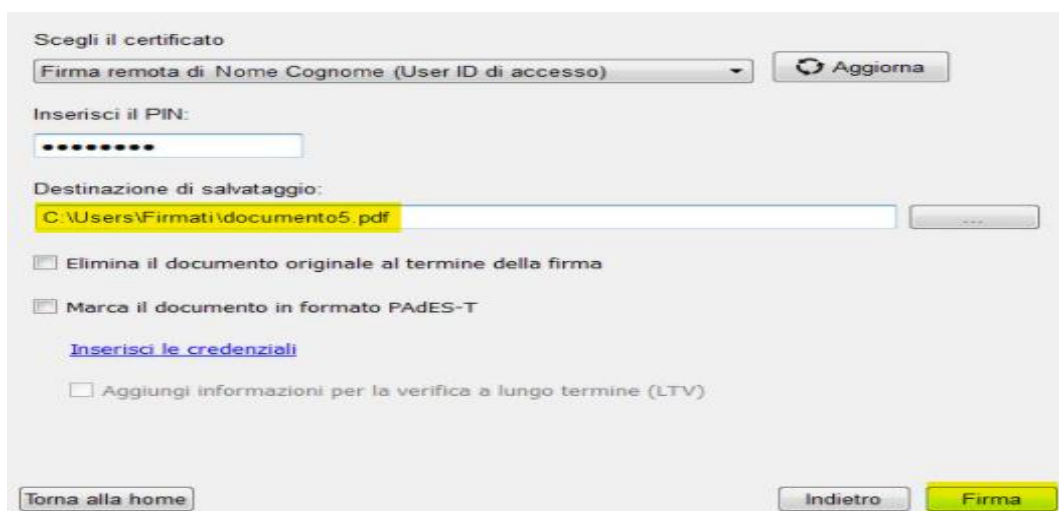 Scegli il certificato
Firma remota di Nome Cognome (User ID di accesso)
Aggiorna
Inserisci il PIN:
••••••••
Destinazione di salvataggio:
C:\Users\Firmati\documento5.pdf
...
Elimina il documento originale al termine della firma
Marca il documento in formato PAdES-T
Inserisci le credenziali
Aggiungi informazioni per la verifica a lungo termine (LTV)
Torna alla home
Indietro
Firma